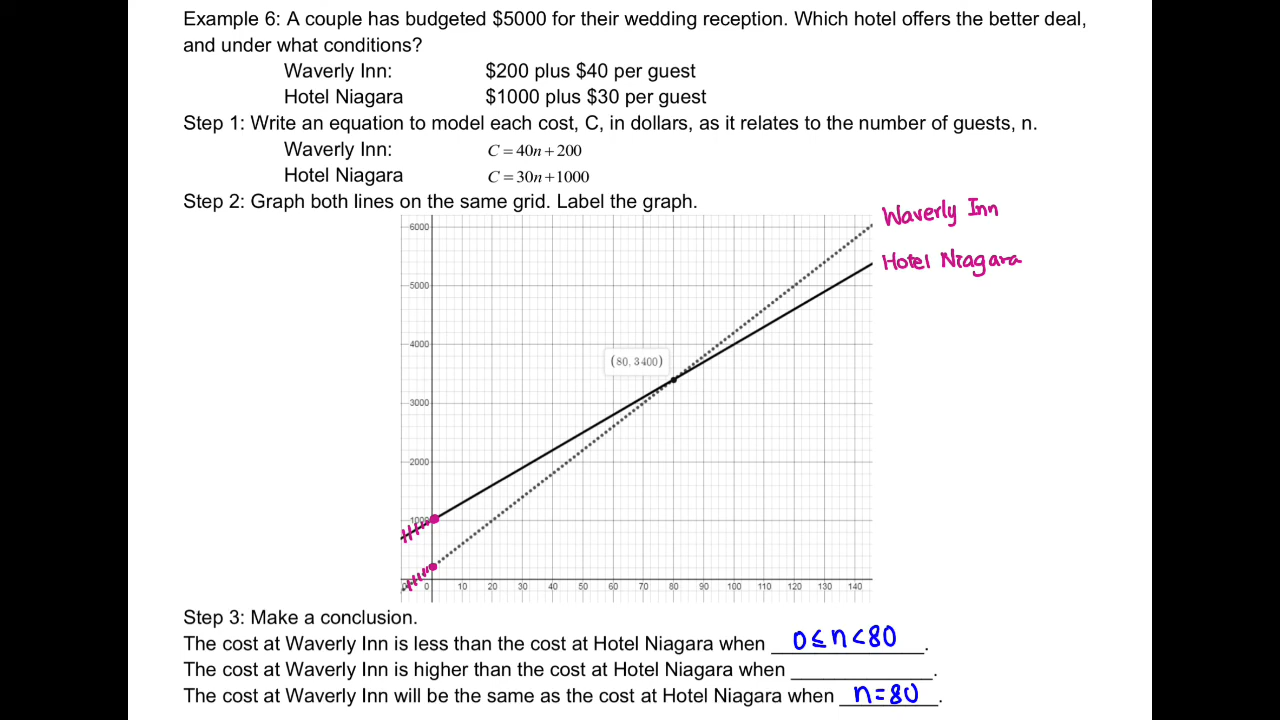 Example 6: A couple has budgeted $5000 for their wedding reception. Which hotel offers the better deal,
and under what conditions?
Waverly Inn: $200 plus $40 per guest
Hotel Niagara $1000 plus $30 per guest
Step 1: Write an equation to model each cost, C, in dollars, as it relates to the number of guests, n.
Waverly Inn: C = 40n + 200
Hotel Niagara C = 30n + 1000
Step 2: Graph both lines on the same grid. Label the graph.
Waverly Inn
6000
Hotel Niagara
5000
4000
(80, 3400)
3000
2000
1000
0 10 20 30 40 50 60 70 80 90 100 110 120 130 140
Step 3: Make a conclusion.
The cost at Waverly Inn is less than the cost at Hotel Niagara when 0 ≤ n < 80.
The cost at Waverly Inn is higher than the cost at Hotel Niagara when ________________.
The cost at Waverly Inn will be the same as the cost at Hotel Niagara when n = 80.